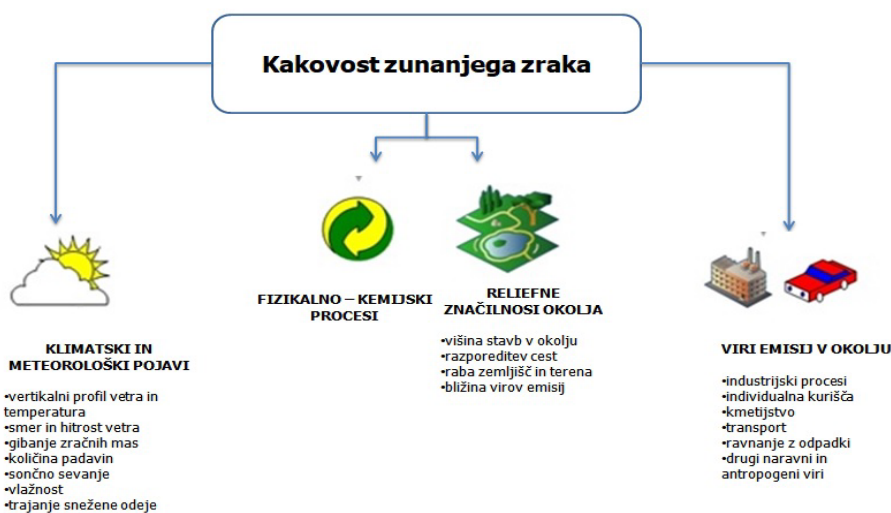 Kakovost zunanjega zraka
KLIMATSKI IN
METEOROLOŠKI POJAVI
•vertikalni profil vetra in
temperatura
•smer in hitrost vetra
•gibanje zračnih mas
•količina padavin
•sončno sevanje
•vlažnost
•trajanje snežene odeje
FIZIKALNO – KEMIJSKI
PROCESI
RELIEFNE
ZNAČILNOSI OKOLJA
•višina stavb v okolju
•razporeditev cest
•raba zemljišč in terena
•bližina virov emisij
VIRI EMISIJ V OKOLJU
•industrijski procesi
•individualna kurišča
•kmetijstvo
•transport
•ravnanje z odpadki
•drugi naravni in
antropogeni viri